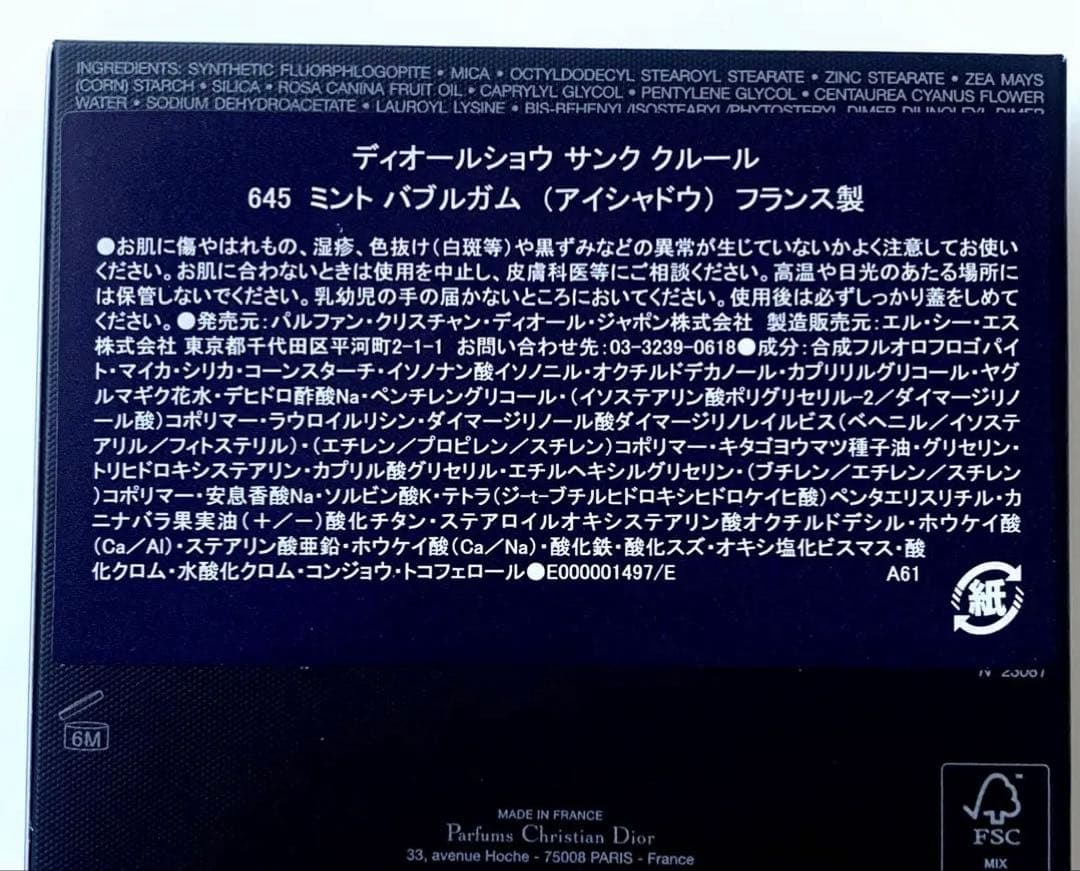 INGREDIENTS: SYNTHETIC FLUORPHLOGOPITE • MICA • OCTYLDODECYL STEAROYL STEARATE • ZINC STEARATE • ZEA MAYS
(CORN) STARCH • SILICA • ROSA CANINA FRUIT OIL • CAPRYLYL GLYCOL • PENTYLENE GLYCOL • CENTAUREA CYANUS FLOWER
WATER • SODIUM DEHYDROACETATE • LAUROYL LYSINE • BIS-BEHENYL/ISOSTEARYL/PHYTOSTERYL DIMER DILINOLEYL DIMER
ディオールショウ サンク クルール
645 ミント バブルガム （アイシャドウ） フランス製
●お肌に傷やはれもの、湿疹、色抜け（白斑等）や黒ずみなどの異常が生じていないかよく注意してお使い
ください。お肌に合わないときは使用を中止し、皮膚科医等にご相談ください。高温や日光のあたる場所に
は保管しないでください。乳幼児の手の届かないところにおいてください。使用後は必ずしっかり蓋をしめて
ください。●発売元：パルファン・クリスチャン・ディオール・ジャポン株式会社 製造販売元：エル・シー・エス
株式会社 東京都千代田区平河町2-1-1 お問い合わせ先：03-3239-0618●成分：合成フルオロフロゴパイ
ト・マイカ・シリカ・コーンスターチ・イソノナン酸イソノニル・オクチルドデカノール・カプリリルグリコール・ヤグ
ルマギク花水・デヒドロ酢酸Na・ペンチレングリコール・（イソステアリン酸ポリグリセリル-2／ダイマージリノ
ール酸）コポリマー・ラウロイルリシン・ダイマージリノール酸ダイマージリノレイルビス（ベヘニル／イソステ
アリル／フィトステリル）・（エチレン／プロピレン／スチレン）コポリマー・キタゴヨウマツ種子油・グリセリン・
トリヒドロキシステアリン・カプリル酸グリセリル・エチルヘキシルグリセリン・（ブチレン／エチレン／スチレン
）コポリマー・安息香酸Na・ソルビン酸K・テトラ（ジ-t-ブチルヒドロキシヒドロケイヒ酸）ペンタエリスリチル・カ
ニナバラ果実油（＋／－）酸化チタン・ステアロイルオキシステアリン酸オクチルドデシル・ホウケイ酸
（Ca／Al）・ステアリン酸亜鉛・ホウケイ酸（Ca／Na）・酸化鉄・酸化スズ・オキシ塩化ビスマス・酸
化クロム・水酸化クロム・コンジョウ・トコフェロール●E000001497/E A61
紙
6M
MADE IN FRANCE
Parfums Christian Dior
33, avenue Hoche - 75008 PARIS - France
FSC
MIX